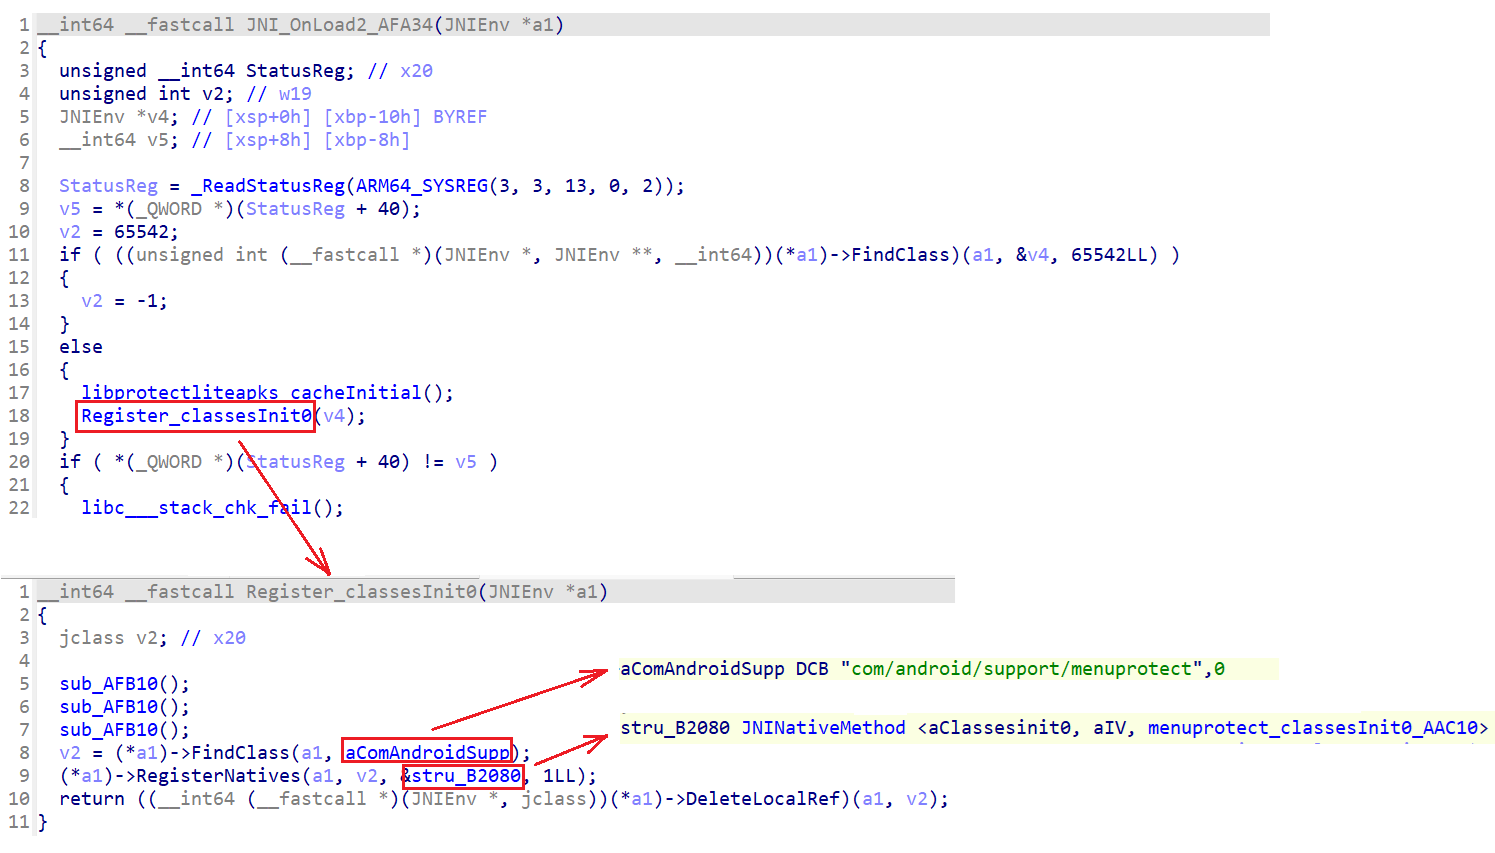 1 __int64 __fastcall JNI_OnLoad2_AFA34(JNIEnv *a1)
2 {
3 unsigned __int64 StatusReg; // x20
4 unsigned int v2; // w19
5 JNIEnv *v4; // [xsp+0h] [xbp-10h] BYREF
6 __int64 v5; // [xsp+8h] [xbp-8h]
7
8 StatusReg = _ReadStatusReg(ARM64_SYSREG(3, 3, 13, 0, 2));
9 v5 = *(_QWORD *)(StatusReg + 40);
10 v2 = 65542;
11 if ( ((unsigned int (__fastcall *)(JNIEnv *, JNIEnv **, __int64))(*a1)->FindClass)(a1, &v4, 65542LL) )
12 {
13 v2 = -1;
14 }
15 else
16 {
17 libprotectliteapks_cacheInitial();
18 Register_classesInit0(v4);
19 }
20 if ( *(_QWORD *)(StatusReg + 40) != v5 )
21 {
22 libc___stack_chk_fail();
1 __int64 __fastcall Register_classesInit0(JNIEnv *a1)
2 {
3 jclass v2; // x20
4
5 sub_AFB10();
6 sub_AFB10();
7 sub_AFB10();
8 v2 = (*a1)->FindClass(a1, aComAndroidSupp);
9 (*a1)->RegisterNatives(a1, v2, &stru_B2080, 1LL);
10 return ((__int64 (__fastcall *)(JNIEnv *, jclass))(*a1)->DeleteLocalRef)(a1, v2);
11 }
aComAndroidSupp DCB "com/android/support/menuprotect",0
stru_B2080 JNINativeMethod <aClassesinit0, aIV, menuprotect_classesInit0_AAC10>